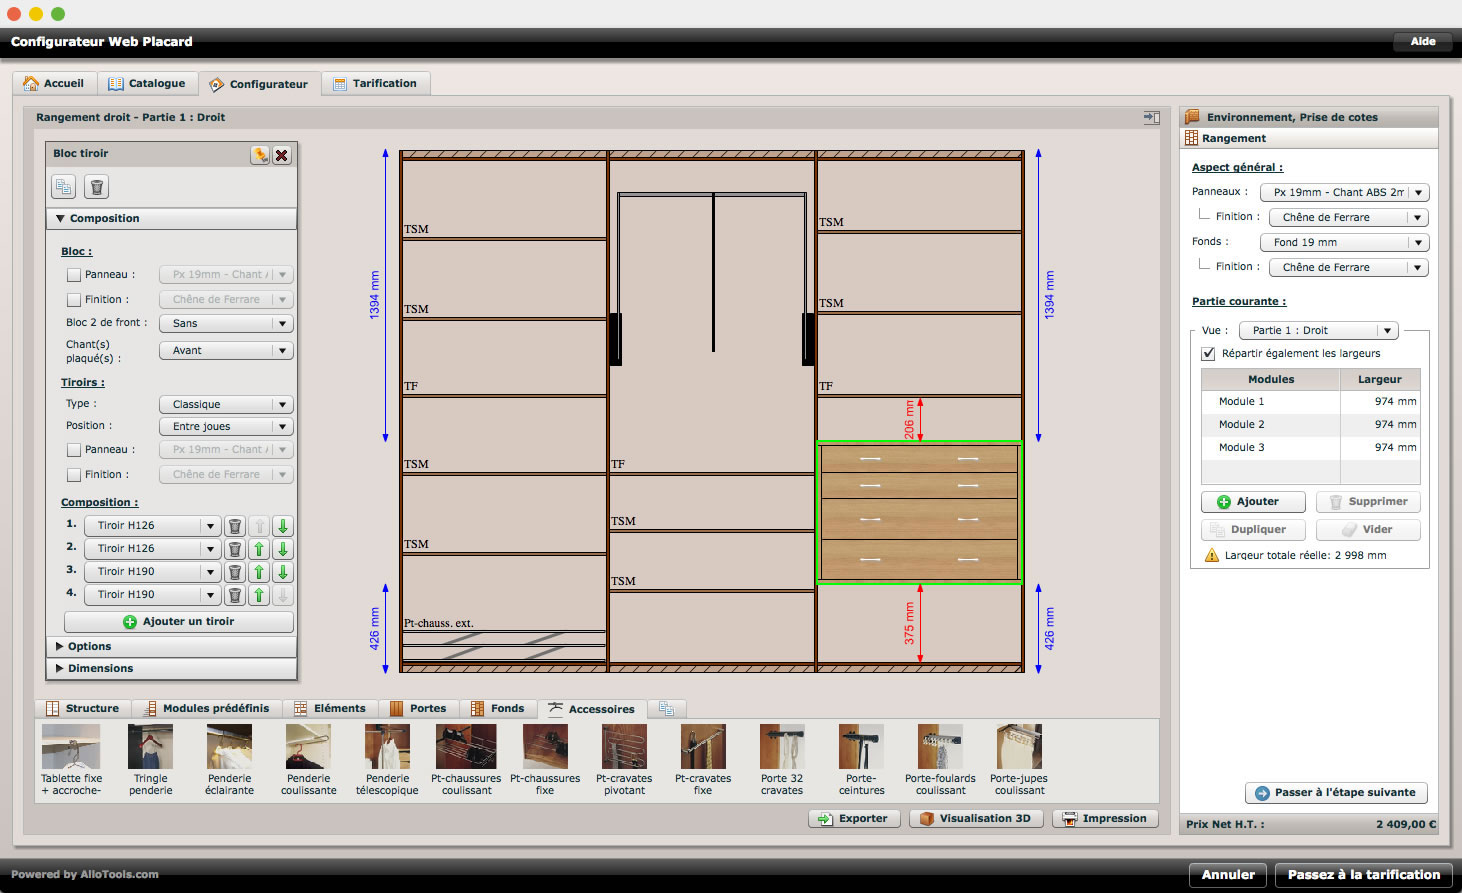 Configurateur Web Placard
Aide
Accueil
Catalogue
Configurateur
Tarification
Rangement droit - Partie 1 : Droit
Bloc tiroir
Composition
Bloc :
Panneau :
Px 19mm - Chant
Finition :
Chêne de Ferrare
Bloc 2 de front :
Sans
Chant(s)
plaqué(s) :
Avant
Tiroirs :
Type :
Classique
Position :
Entre joues
Panneau :
Px 19mm - Chant
Finition :
Chêne de Ferrare
Composition :
1. Tiroir H126
2. Tiroir H126
3. Tiroir H190
4. Tiroir H190
Ajouter un tiroir
Options
Dimensions
1394 mm
426 mm
TSM
TSM
TF
TSM
TSM
Pt-chauss. ext.
TF
TSM
TSM
TSM
TSM
TF
206 mm
375 mm
1394 mm
426 mm
Structure
Modules prédéfinis
Eléments
Portes
Fonds
Accessoires
Tablette fixe
+ accroche-
Tringle
penderie
Penderie
éclairante
Penderie
coulissante
Penderie
télescopique
Pt-chaussures
coulissant
Pt-chaussures
fixe
Pt-cravates
pivotant
Pt-cravates
fixe
Porte 32
cravates
Porte-
ceintures
Porte-foulards
coulissant
Porte-jupes
coulissant
Exporter
Visualisation 3D
Impression
Environnement, Prise de cotes
Rangement
Aspect général :
Panneaux :
Px 19mm - Chant ABS 2m
Finition :
Chêne de Ferrare
Fonds :
Fond 19 mm
Finition :
Chêne de Ferrare
Partie courante :
Vue :
Partie 1 : Droit
Répartir également les largeurs
Modules Largeur
Module 1 974 mm
Module 2 974 mm
Module 3 974 mm
Ajouter
Supprimer
Dupliquer
Vider
Largeur totale réelle: 2 998 mm
Passer à l'étape suivante
Prix Net H.T. : 2 409,00 €
Powered by AlloTools.com
Annuler
Passez à la tarification